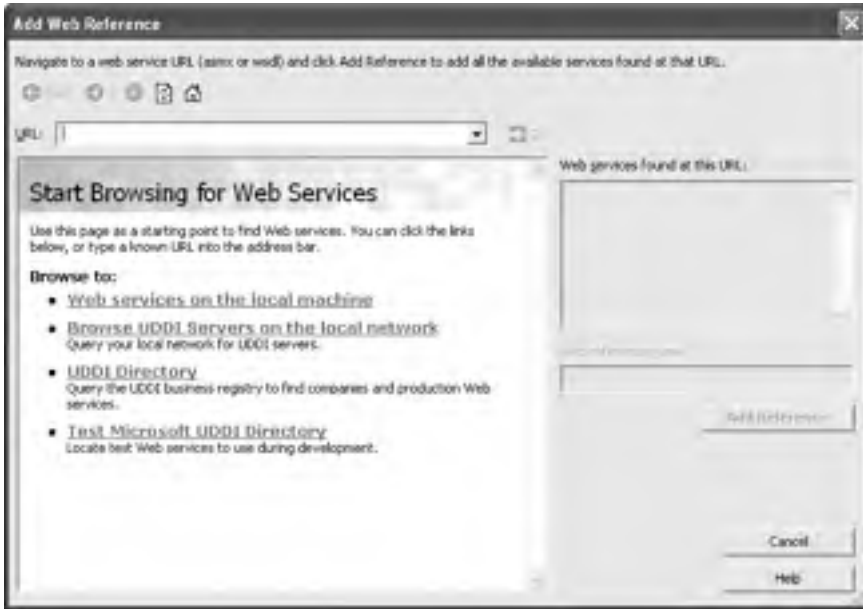 Add Web Reference
Navigate to a web service URL (asmx or wsdl) and click Add Reference to add all the available services found at that URL.
URL:
Web services found at this URL:
Start Browsing for Web Services
Use this page as a starting point to find Web services. You can click the links
below, or type a known URL into the address bar.
Browse to:
• Web services on the local machine
• Browse UDDI Servers on the local network
Query your local network for UDDI servers.
• UDDI Directory
Query the UDDI business registry to find companies and production Web
services.
• Test Microsoft UDDI Directory
Locate test Web services to use during development.
Add Reference
Cancel
Help